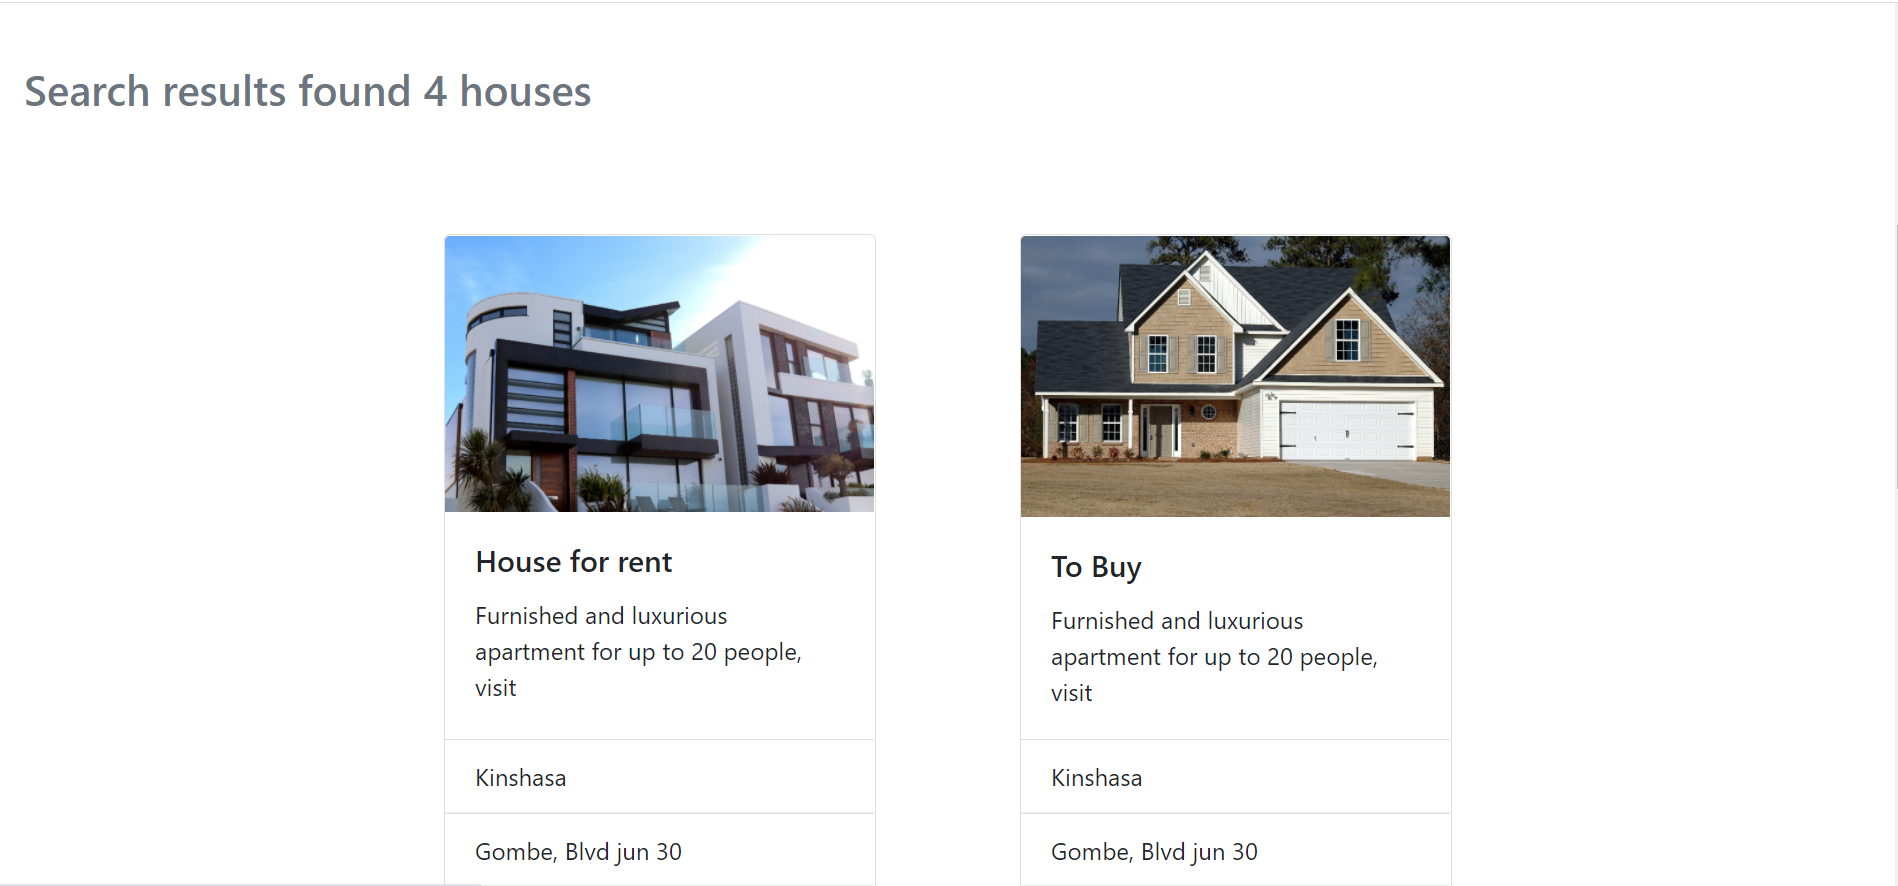 Search results found 4 houses
House for rent
Furnished and luxurious
apartment for up to 20 people,
visit
Kinshasa
Gombe, Blvd jun 30
To Buy
Furnished and luxurious
apartment for up to 20 people,
visit
Kinshasa
Gombe, Blvd jun 30